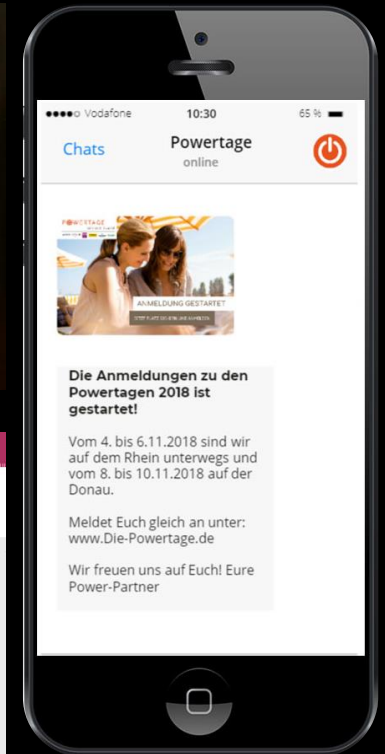 Vodafone 10:30 65 %
Chats Powertage
online
POWERTAGE
ANMELDUNG GESTARTET
Die Anmeldungen zu den
Powertagen 2018 ist
gestartet!
Vom 4. bis 6.11.2018 sind wir
auf dem Rhein unterwegs und
vom 8. bis 10.11.2018 auf der
Donau.
Meldet Euch gleich an unter:
www.Die-Powertage.de
Wir freuen uns auf Euch! Eure
Power-Partner